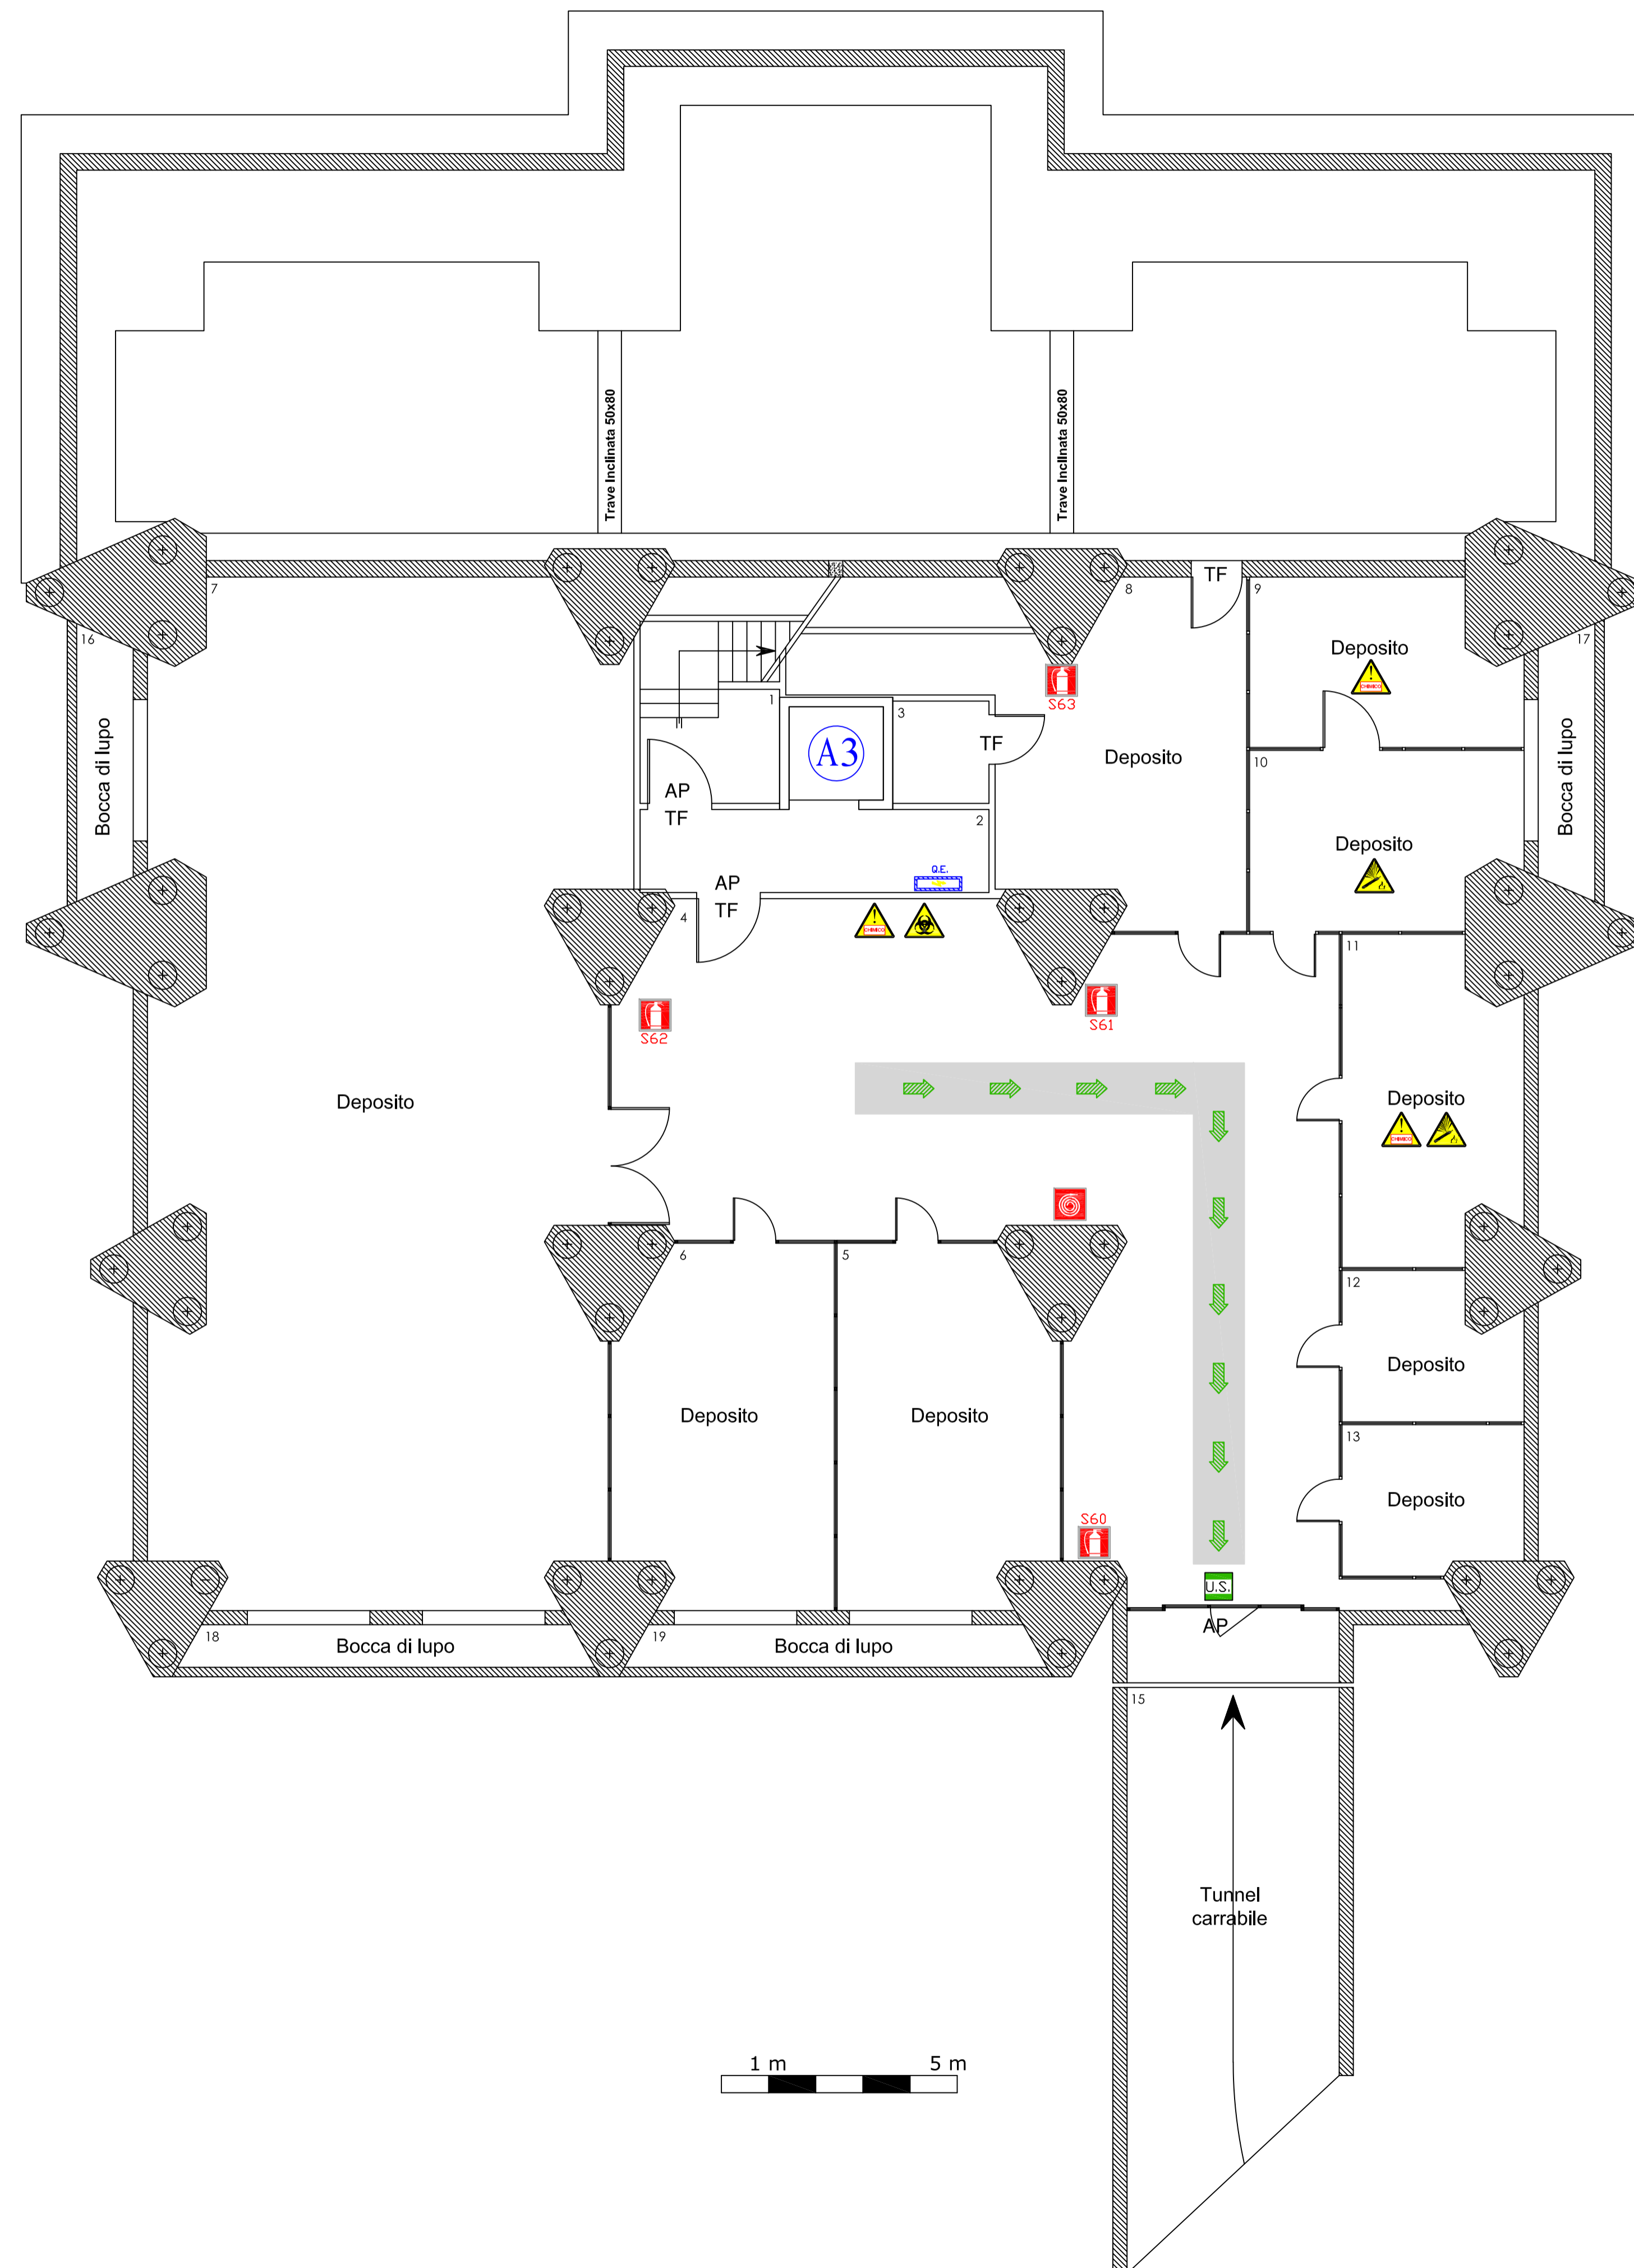 Trave Inclinata 50x80
Trave Inclinata 50x80
7
8
TF
9
16
17
Deposito
CHIMICO
S63
1
3
A3
TF
Deposito
10
Bocca di lupo
Bocca di lupo
AP
TF
2
Deposito
Q.E.
AP
TF
4
CHIMICO
11
S62
S61
Deposito
Deposito
CHIMICO
6
5
12
Deposito
Deposito
Deposito
13
Deposito
S60
U.S.
AP
18
Bocca di lupo
19
Bocca di lupo
15
Tunnel
carrabile
1 m
5 m